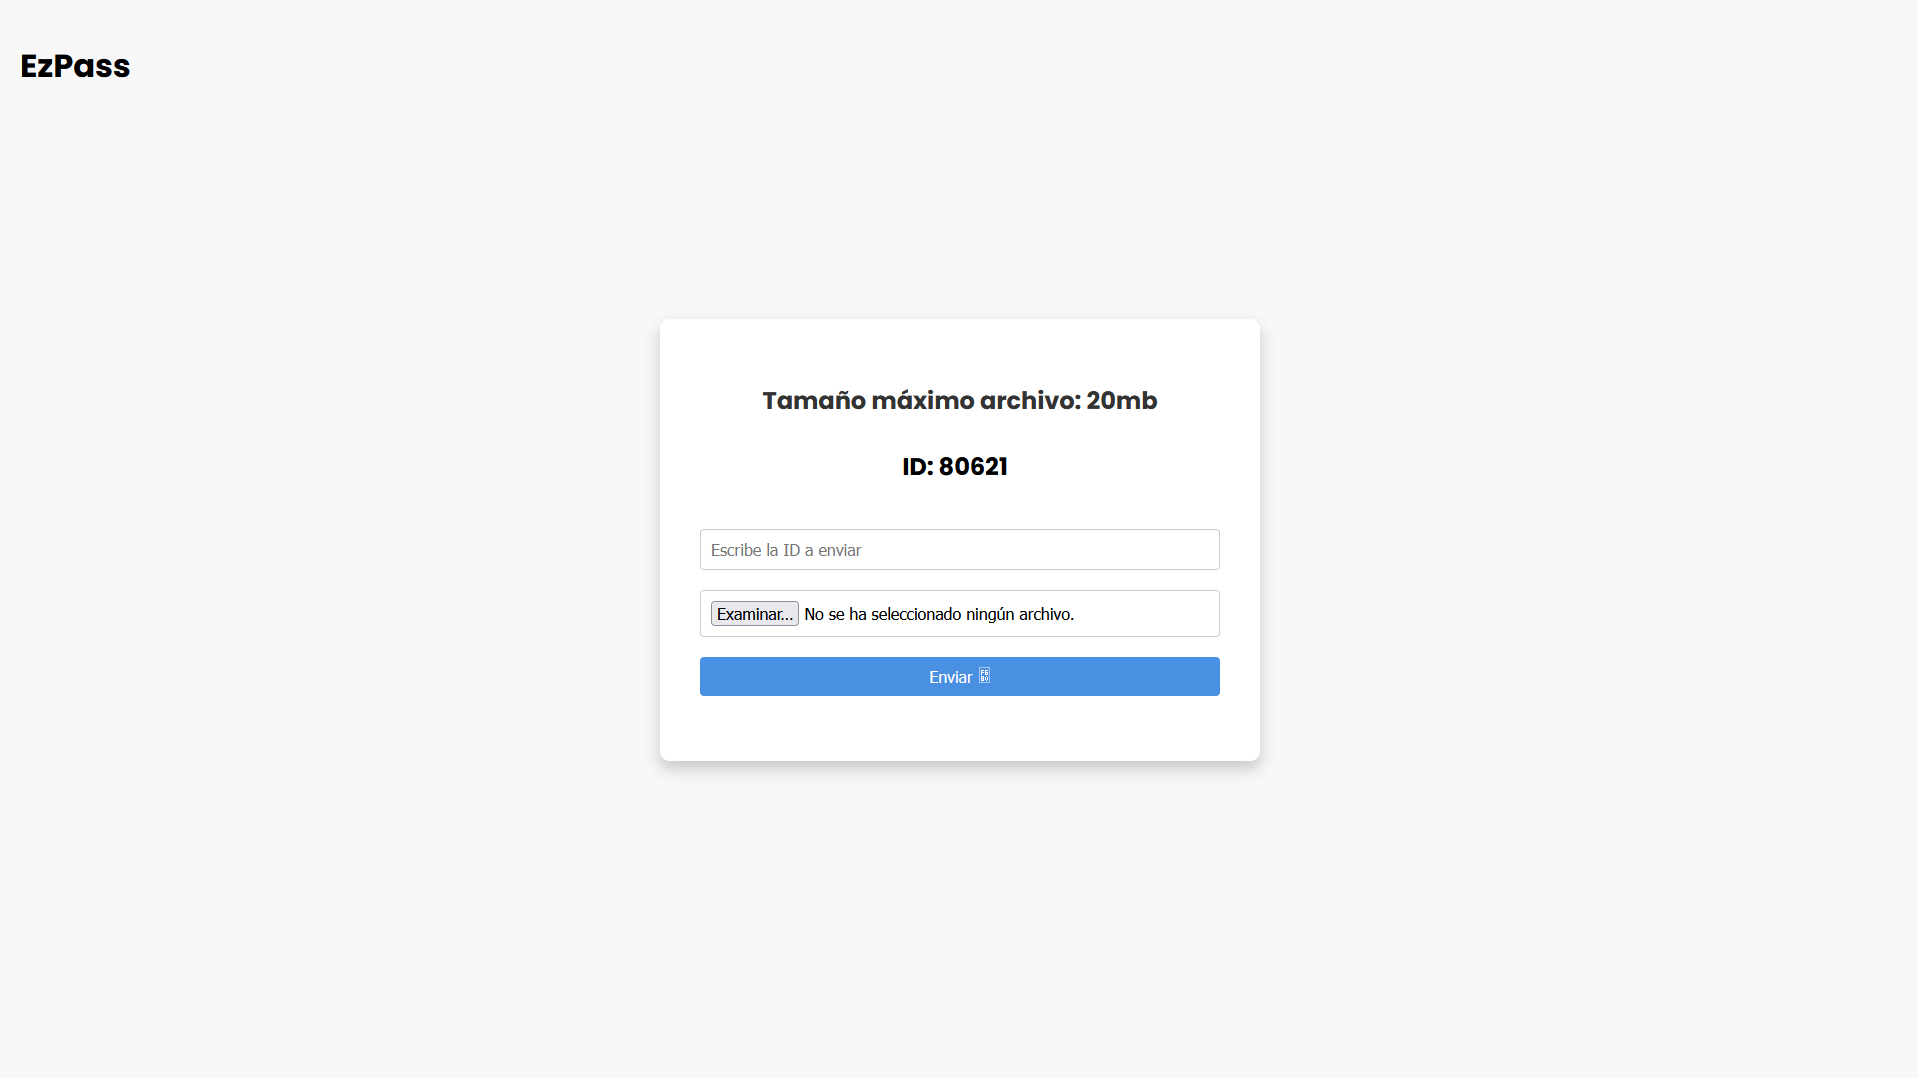 EzPass
Tamaño máximo archivo: 20mb
ID: 80621
Escribe la ID a enviar
Examinar... No se ha seleccionado ningún archivo.
Enviar